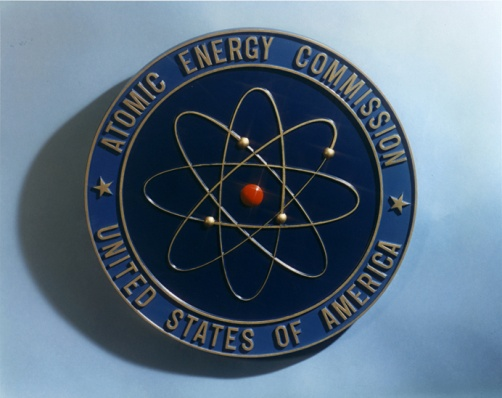 ATOMIC ENERGY COMMISSION
UNITED STATES OF AMERICA